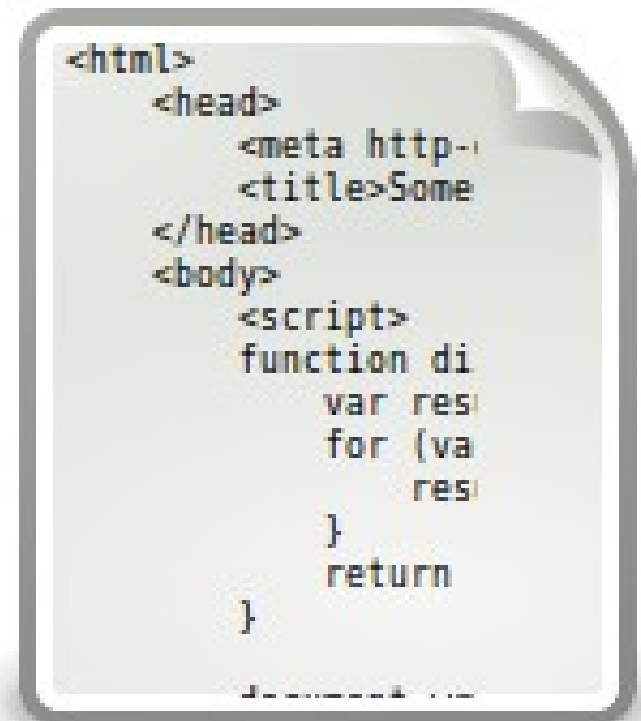 <html>
<head>
<meta http-
<title>Some
</head>
<body>
<script>
function di
var res
for (va
res
}
return
}